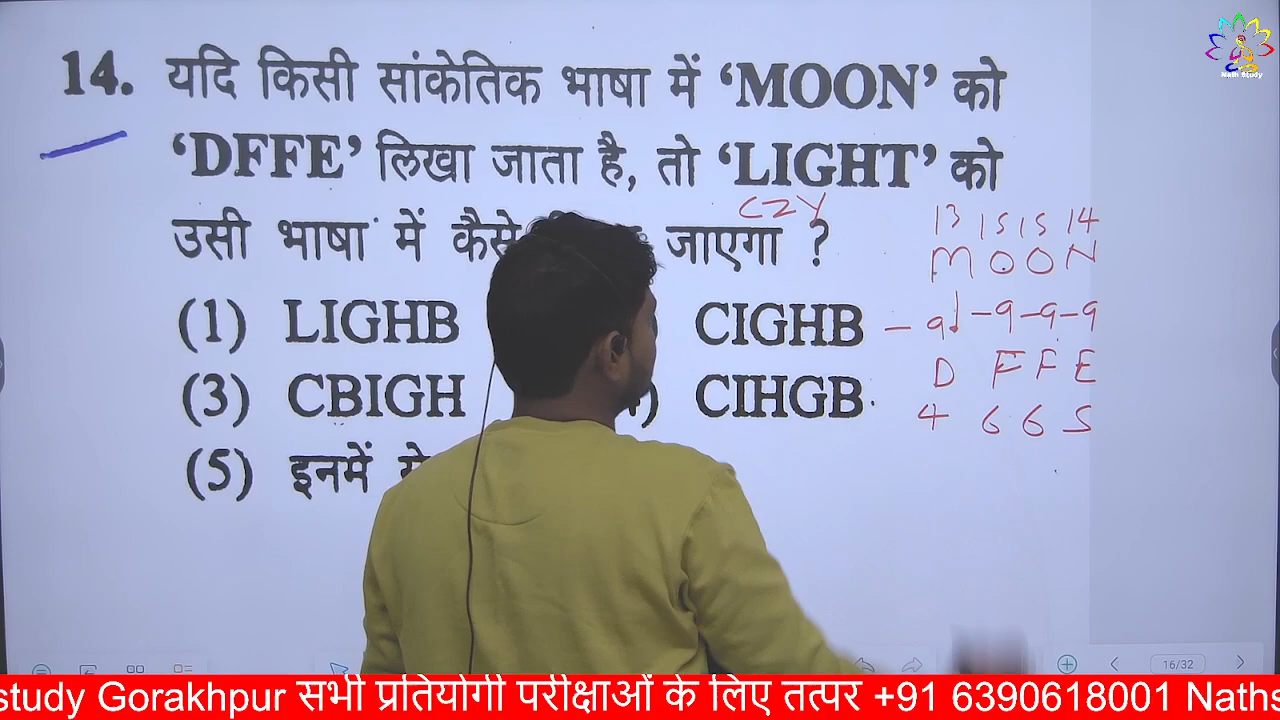 Nath Study
14. यदि किसी सांकेतिक भाषा में ‘MOON’ को
‘DFFE’ लिखा जाता है, तो ‘LIGHT’ को
CZY
उसी भाषा में कैसे जाएगा ?
(1) LIGHB
CIGHB
(3) CBIGH
CIHGB
(5) इनमें
13 15 15 14
M O O N
-9↓ -9 -9 -9
D F F E
4 6 6 5
16/32
study Gorakhpur सभी प्रतियोगी परीक्षाओं के लिए तत्पर +91 6390618001 Naths